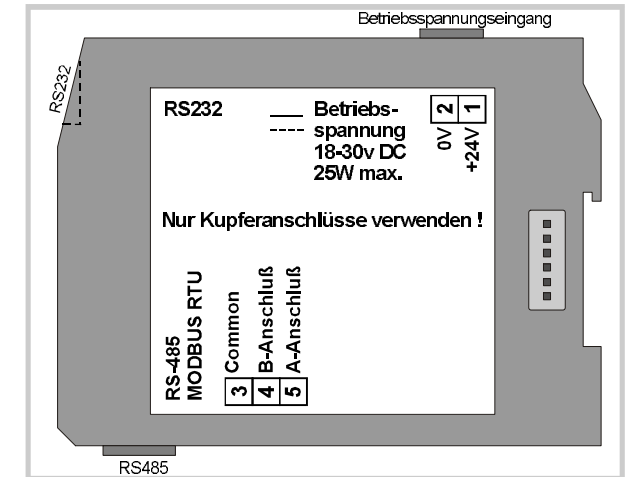 Betriebsspannungseingang
RS232
RS232
Betriebs-
spannung
18-30v DC
25W max.
2 1
0V
+24V
Nur Kupferanschlüsse verwenden !
RS-485
MODBUS RTU
Common
B-Anschluß
A-Anschluß
3 4 5
RS485